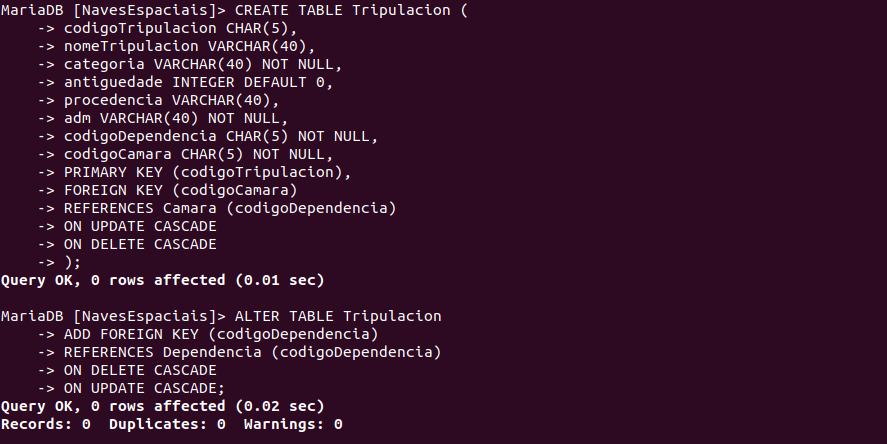 MariaDB [NavesEspaciais]> CREATE TABLE Tripulacion (
-> codigoTripulacion CHAR(5),
-> nomeTripulacion VARCHAR(40),
-> categoria VARCHAR(40) NOT NULL,
-> antiguedade INTEGER DEFAULT 0,
-> procedencia VARCHAR(40),
-> adm VARCHAR(40) NOT NULL,
-> codigoDependencia CHAR(5) NOT NULL,
-> codigoCamara CHAR(5) NOT NULL,
-> PRIMARY KEY (codigoTripulacion),
-> FOREIGN KEY (codigoCamara)
-> REFERENCES Camara (codigoDependencia)
-> ON UPDATE CASCADE
-> ON DELETE CASCADE
-> );
Query OK, 0 rows affected (0.01 sec)

MariaDB [NavesEspaciais]> ALTER TABLE Tripulacion
-> ADD FOREIGN KEY (codigoDependencia)
-> REFERENCES Dependencia (codigoDependencia)
-> ON DELETE CASCADE
-> ON UPDATE CASCADE;
Query OK, 0 rows affected (0.02 sec)
Records: 0  Duplicates: 0  Warnings: 0